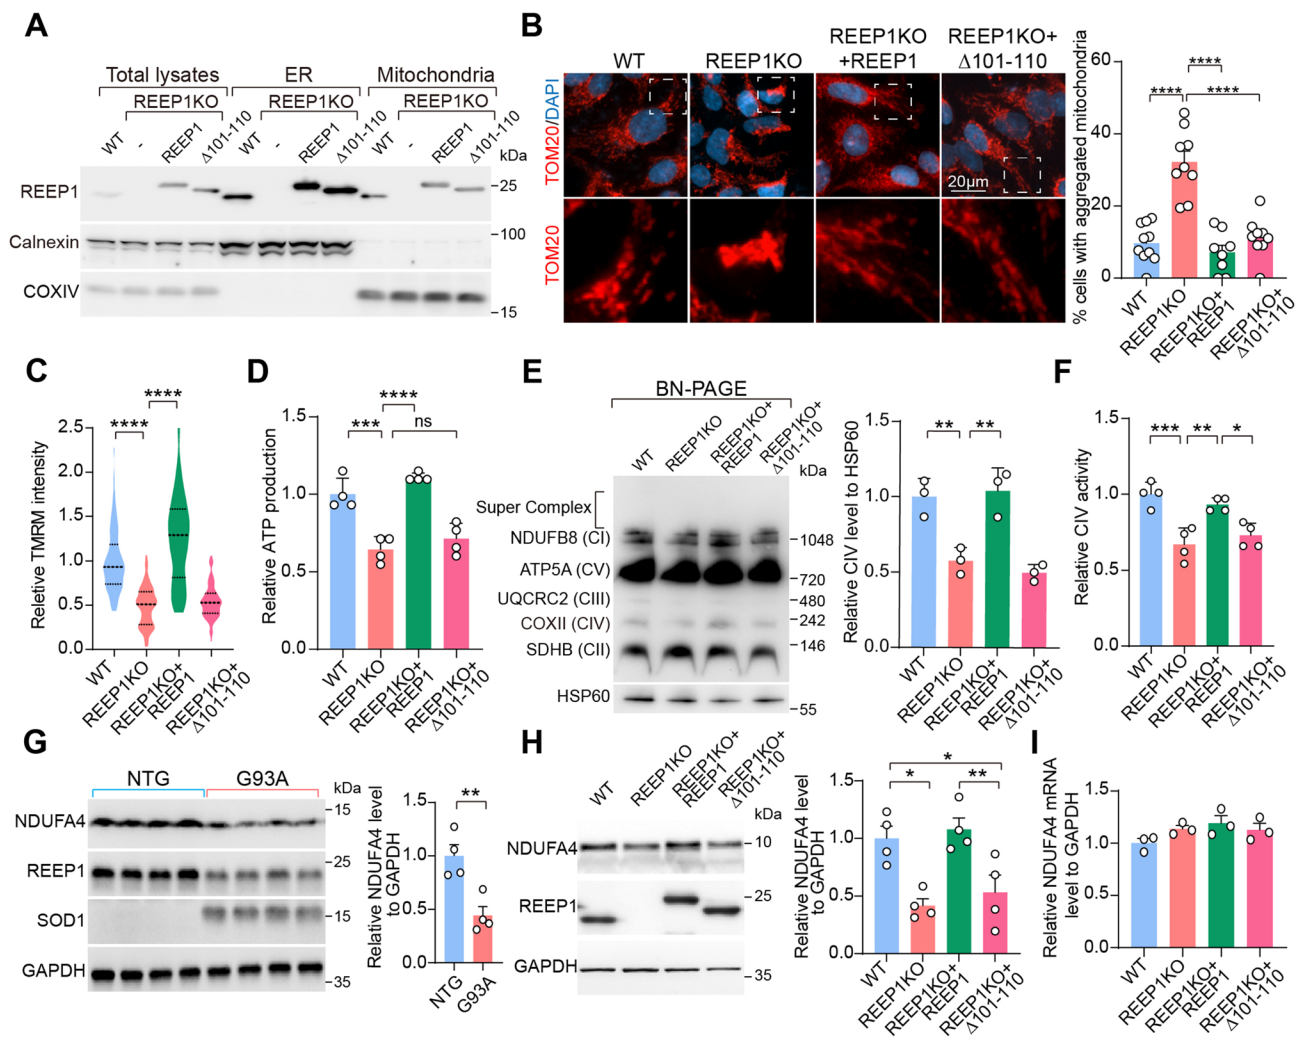 A
Total lysates
ER
Mitochondria
REEP1KO
REEP1KO
REEP1KO
WT
-
REEP1
Δ101-110
WT
-
REEP1
Δ101-110
WT
-
REEP1
Δ101-110
kDa
REEP1
25
Calnexin
100
COXIV
15
B
WT
REEP1KO
REEP1KO
+REEP1
REEP1KO+
Δ101-110
TOM20/DAPI
20μm
TOM20
% cells with aggregated mitochondria
60
40
20
0
****
****
****
WT
REEP1KO
REEP1KO+
REEP1
REEP1KO+
Δ101-110
C
Reletive TMRM intensity
2.5
2.0
1.5
1.0
0.5
0.0
****
****
WT
REEP1KO
REEP1KO+
REEP1
REEP1KO+
Δ101-110
D
Relative ATP production
1.5
1.0
0.5
0.0
***
****
ns
WT
REEP1KO
REEP1KO+
REEP1
REEP1KO+
Δ101-110
E
BN-PAGE
WT
REEP1KO
REEP1KO+
REEP1
REEP1KO+
Δ101-110
kDa
Super Complex
NDUFB8 (CI)
1048
ATP5A (CV)
720
UQCRC2 (CIII)
480
COXII (CIV)
242
SDHB (CII)
146
HSP60
55
Relative CIV level to HSP60
1.5
1.0
0.5
0.0
**
**
WT
REEP1KO
REEP1KO+
REEP1
REEP1KO+
Δ101-110
F
Relative CIV activity
1.5
1.0
0.5
0.0
***
**
*
WT
REEP1KO
REEP1KO+
REEP1
REEP1KO+
Δ101-110
G
NTG
G93A
kDa
NDUFA4
15
REEP1
25
SOD1
15
GAPDH
35
Relative NDUFA4 level
to GAPDH
1.5
1.0
0.5
0.0
**
NTG
G93A
H
WT
REEP1KO
REEP1KO+
REEP1
REEP1KO+
Δ101-110
kDa
NDUFA4
10
REEP1
25
GAPDH
35
Relative NDUFA4 level
to GAPDH
1.5
1.0
0.5
0.0
*
*
**
WT
REEP1KO
REEP1KO+
REEP1
REEP1KO+
Δ101-110
I
Relative NDUFA4 mRNA
level to GAPDH
1.5
1.0
0.5
0.0
WT
REEP1KO
REEP1KO+
REEP1
REEP1KO+
Δ101-110